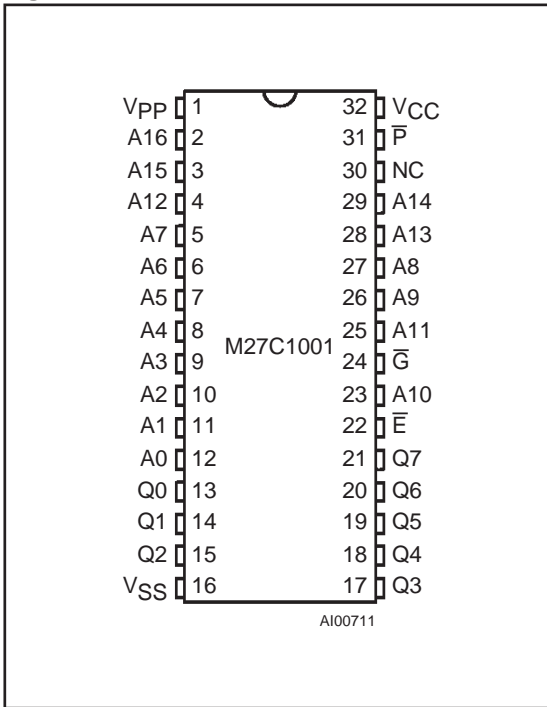 VPP 1 32 VCC
A16 2 31 P̅
A15 3 30 NC
A12 4 29 A14
A7 5 28 A13
A6 6 27 A8
A5 7 26 A9
A4 8 25 A11
M27C1001
A3 9 24 G̅
A2 10 23 A10
A1 11 22 E̅
A0 12 21 Q7
Q0 13 20 Q6
Q1 14 19 Q5
Q2 15 18 Q4
VSS 16 17 Q3
AI00711